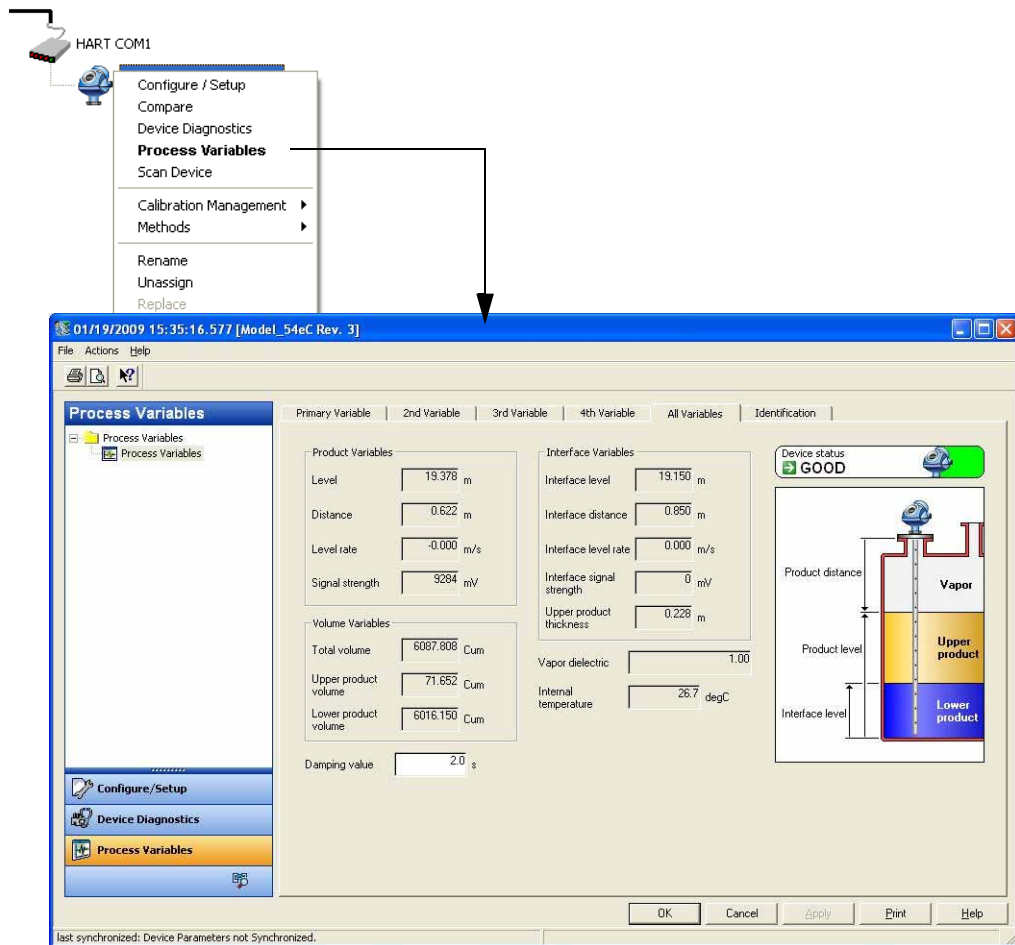 HART COM1
Configure / Setup
Compare
Device Diagnostics
Process Variables
Scan Device
Calibration Management
Methods
Rename
Unassign
Replace
01/19/2009 15:35:16.577 [Model_54eC Rev. 3]
File Actions Help
Process Variables
Process Variables
Process Variables
Configure/Setup
Device Diagnostics
Process Variables
Primary Variable 2nd Variable 3rd Variable 4th Variable All Variables Identification
Product Variables
Level 19.378 m
Distance 0.622 m
Level rate -0.000 m/s
Signal strength 9284 mV
Volume Variables
Total volume 6087.808 Cum
Upper product
volume 71.652 Cum
Lower product
volume 6016.150 Cum
Damping value 2.0 s
Interface Variables
Interface level 19.150 m
Interface distance 0.850 m
Interface level rate 0.000 m/s
Interface signal
strength 0 mV
Upper product
thickness 0.228 m
Vapor dielectric 1.00
Internal
temperature 26.7 degC
Device status
GOOD
Product distance
Vapor
Product level
Upper
product
Interface level
Lower
product
OK Cancel Apply Print Help
last synchronized: Device Parameters not Synchronized.